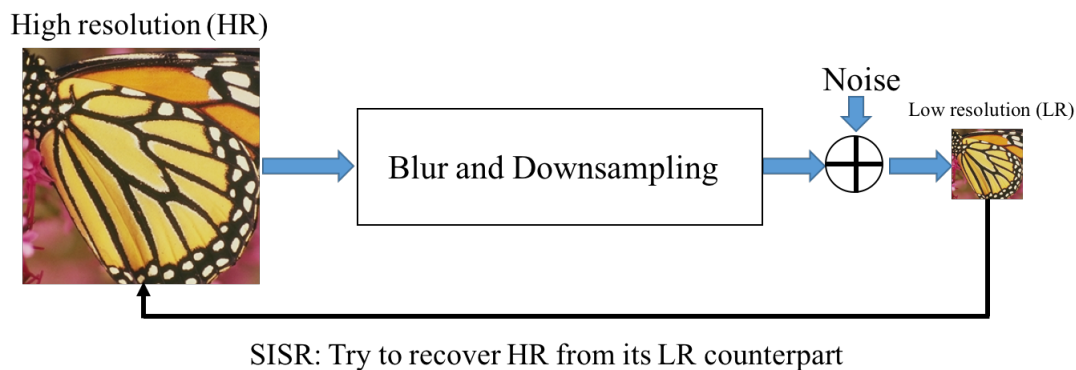 High resolution (HR)
Noise
Low resolution (LR)
Blur and Downsampling
SISR: Try to recover HR from its LR counterpart